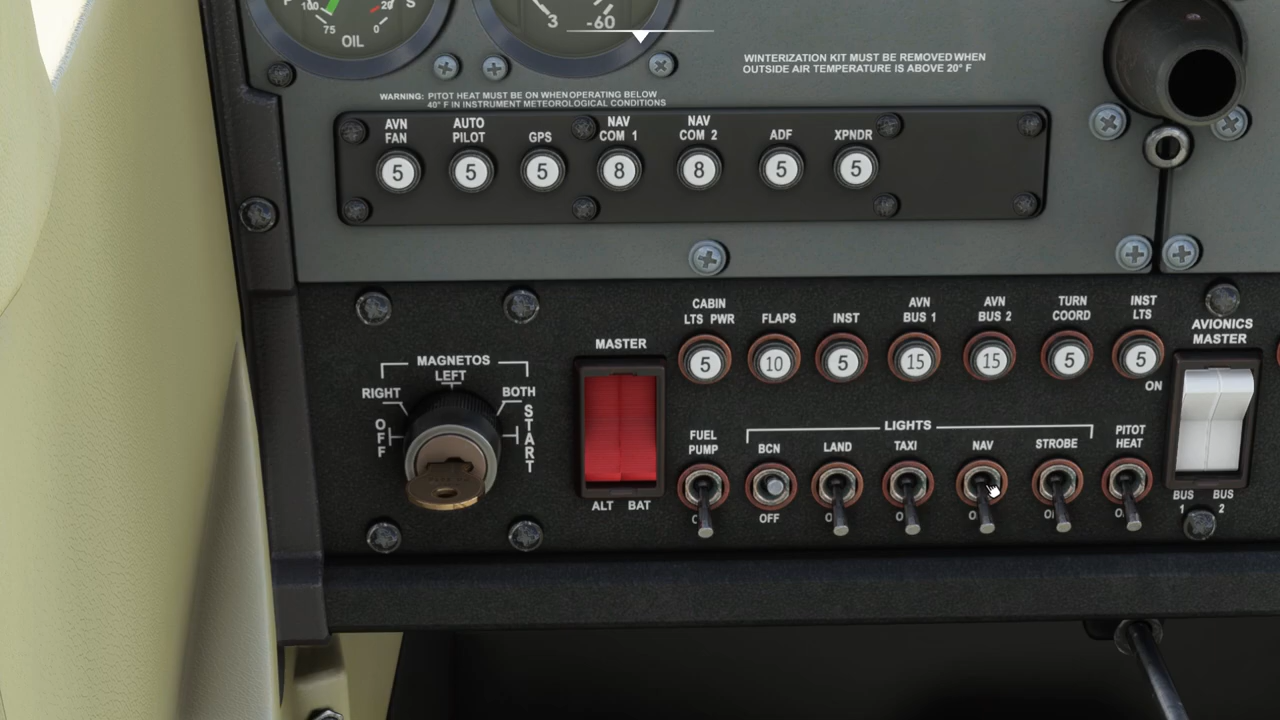 100
20
S
75
0
OIL
3
-60
WINTERIZATION KIT MUST BE REMOVED WHEN
OUTSIDE AIR TEMPERATURE IS ABOVE 20° F
WARNING: PITOT HEAT MUST BE ON WHEN OPERATING BELOW
40° F IN INSTRUMENT METEOROLOGICAL CONDITIONS
AVN
FAN
AUTO
PILOT
GPS
NAV
COM 1
NAV
COM 2
ADF
XPNDR
5 5 5 8 8 5 5
CABIN
LTS PWR
FLAPS
INST
AVN
BUS 1
AVN
BUS 2
TURN
COORD
INST
LTS
5 10 5 15 15 5 5
AVIONICS
MASTER
ON
BUS
1
BUS
2
MAGNETOS
LEFT
RIGHT
BOTH
OFF
START
MASTER
ALT BAT
LIGHTS
FUEL
PUMP
BCN
LAND
TAXI
NAV
STROBE
PITOT
HEAT
OFF